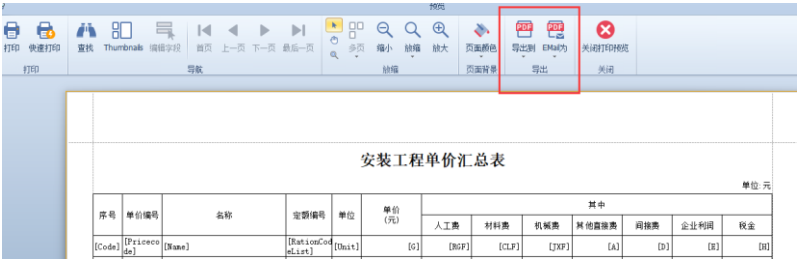 预览
打印 快速打印 查找 Thumbnails 编辑字段 首页 上一页 下一页 最后一页 多页 缩小 放缩 放大 页面颜色 PDF 导出到 PDF EMail为 关闭打印预览
打印 导航 放缩 页面背景 导出 关闭
安装工程单价汇总表
单位: 元
序号 单价编号 名称 定额编号 单位 单价(元) 其中
人工费 材料费 机械费 其他直接费 间接费 企业利润 税金
[Code] [Pricecode] [Name] [RationCodeList] [Unit] [G] [RGF] [CLF] [JXF] [A] [D] [E] [H]